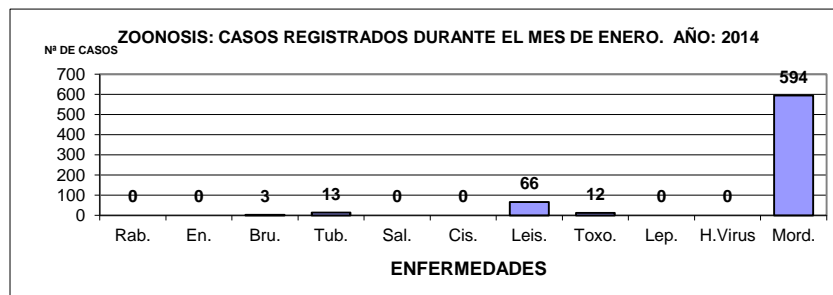 ZOONOSIS: CASOS REGISTRADOS DURANTE EL MES DE ENERO.  AÑO: 2014
Nª DE CASOS
700
600
500
400
300
200
100
0
0 0 3 13 0 0 66 12 0 0 594
Rab. En. Bru. Tub. Sal. Cis. Leis. Toxo. Lep. H.Virus Mord.
ENFERMEDADES